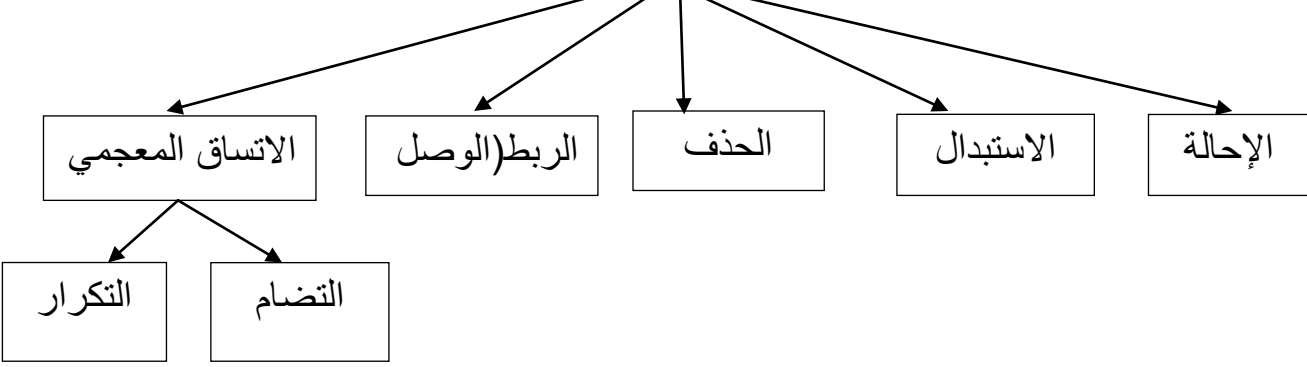 الإحالة
الاستبدال
الحذف
الربط(الوصل
الاتساق المعجمي
التضام
التكرار